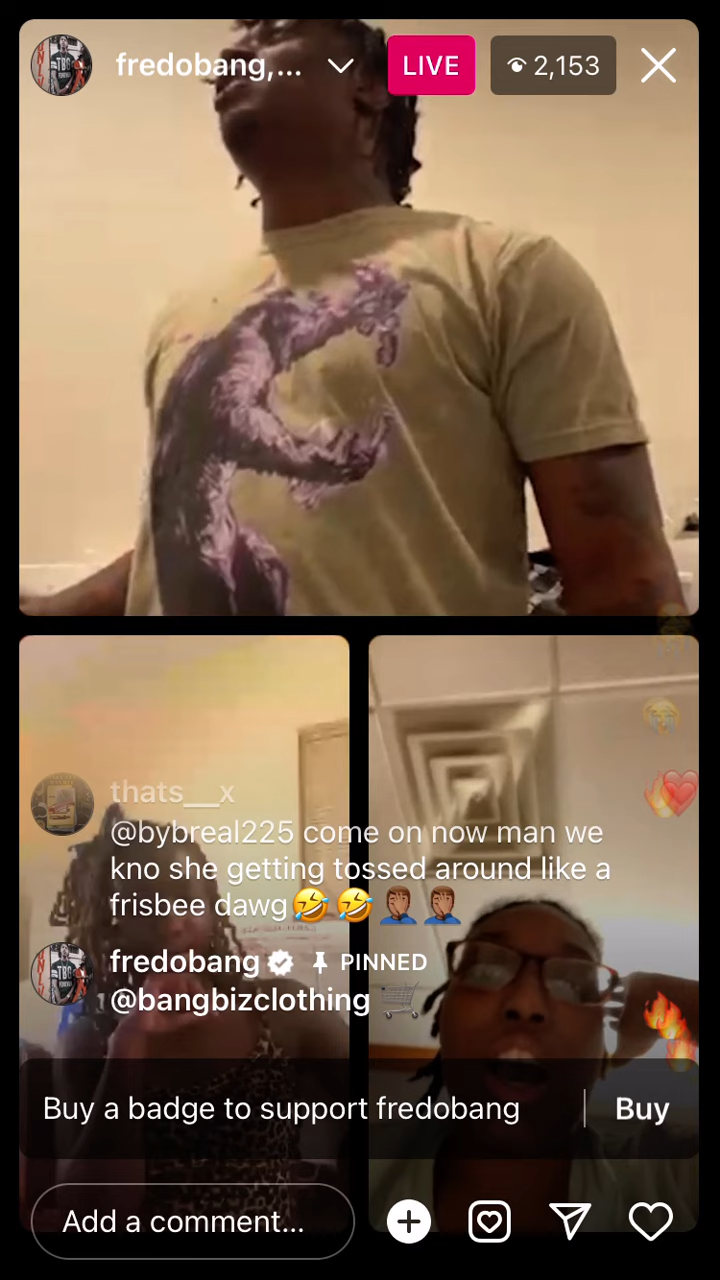 fredobang,...
LIVE
2,153
thats__x
@bybreal225 come on now man we
kno she getting tossed around like a
frisbee dawg🤣🤣🤦🏾‍♂️🤦🏾‍♂️
fredobang PINNED
@bangbizclothing 🛒
Buy a badge to support fredobang
Buy
Add a comment...